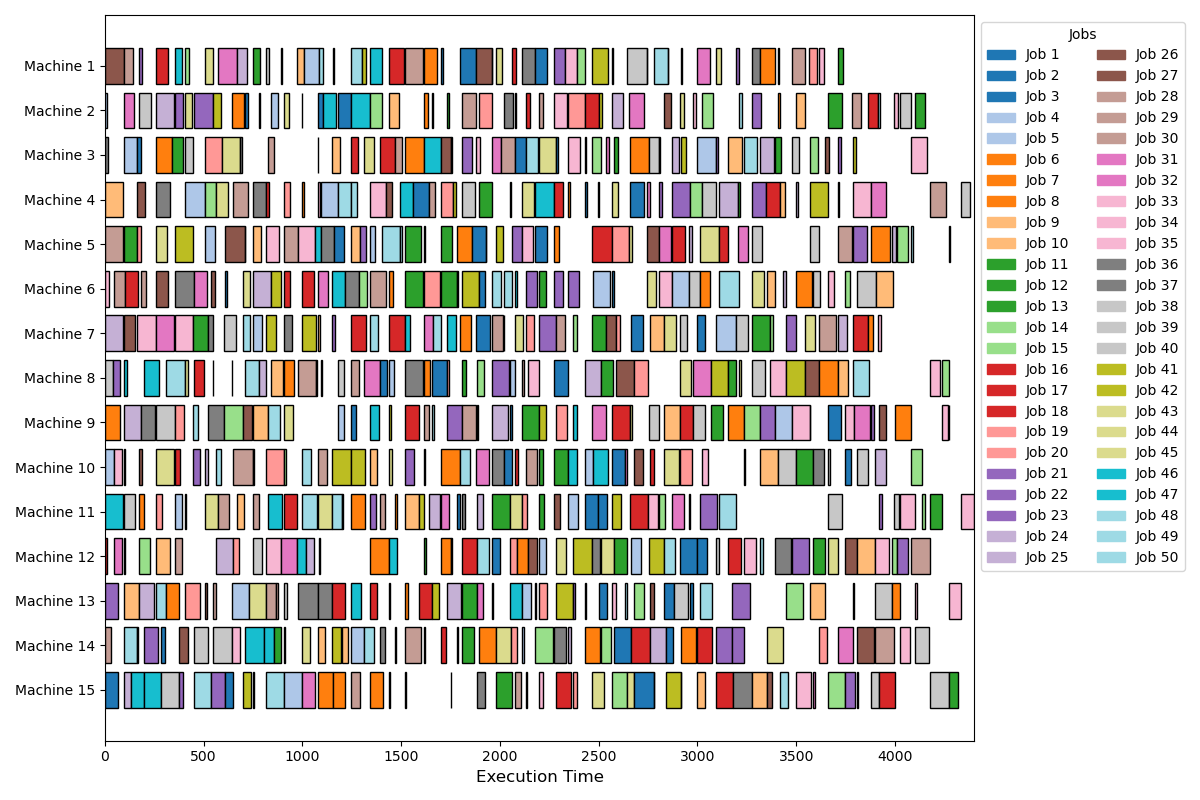 Machine 1
Machine 2
Machine 3
Machine 4
Machine 5
Machine 6
Machine 7
Machine 8
Machine 9
Machine 10
Machine 11
Machine 12
Machine 13
Machine 14
Machine 15
0 500 1000 1500 2000 2500 3000 3500 4000
Execution Time
Jobs
Job 1 Job 26
Job 2 Job 27
Job 3 Job 28
Job 4 Job 29
Job 5 Job 30
Job 6 Job 31
Job 7 Job 32
Job 8 Job 33
Job 9 Job 34
Job 10 Job 35
Job 11 Job 36
Job 12 Job 37
Job 13 Job 38
Job 14 Job 39
Job 15 Job 40
Job 16 Job 41
Job 17 Job 42
Job 18 Job 43
Job 19 Job 44
Job 20 Job 45
Job 21 Job 46
Job 22 Job 47
Job 23 Job 48
Job 24 Job 49
Job 25 Job 50